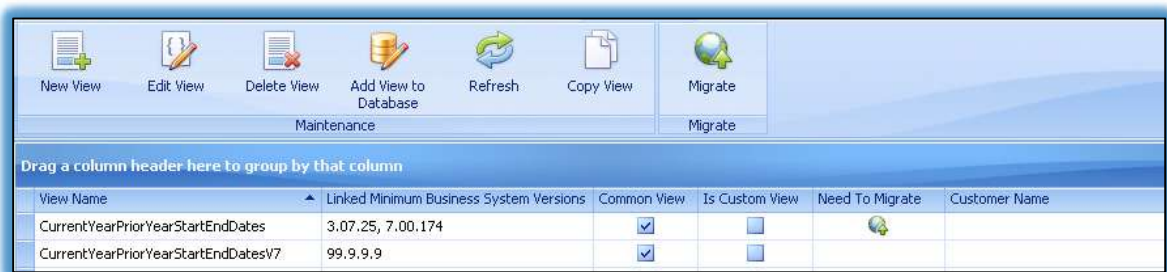 New View Edit View Delete View Add View to Database Refresh Copy View Migrate
Maintenance Migrate
Drag a column header here to group by that column
View Name Linked Minimum Business System Versions Common View Is Custom View Need To Migrate Customer Name
CurrentYearPriorYearStartEndDates 3.07.25, 7.00.174
CurrentYearPriorYearStartEndDatesV7 99.9.9.9